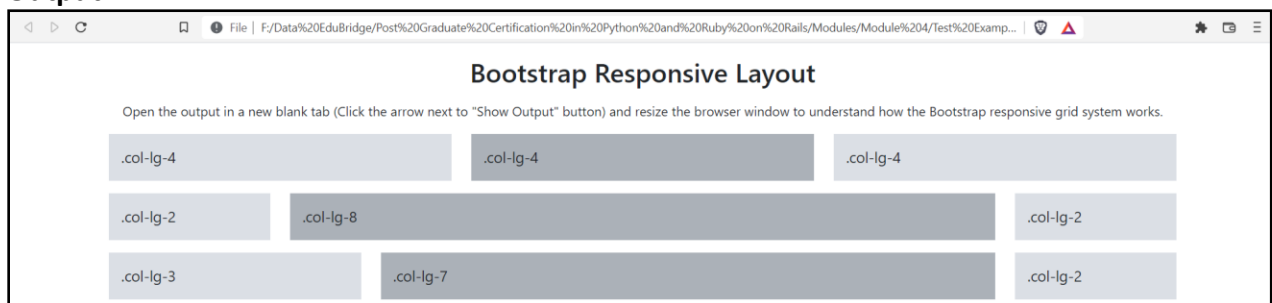 File | F:/Data%20EduBridge/Post%20Graduate%20Certification%20in%20Python%20and%20Ruby%20on%20Rails/Modules/Module%204/Test%20Examp...
Bootstrap Responsive Layout
Open the output in a new blank tab (Click the arrow next to "Show Output" button) and resize the browser window to understand how the Bootstrap responsive grid system works.
.col-lg-4 .col-lg-4 .col-lg-4
.col-lg-2 .col-lg-8 .col-lg-2
.col-lg-3 .col-lg-7 .col-lg-2